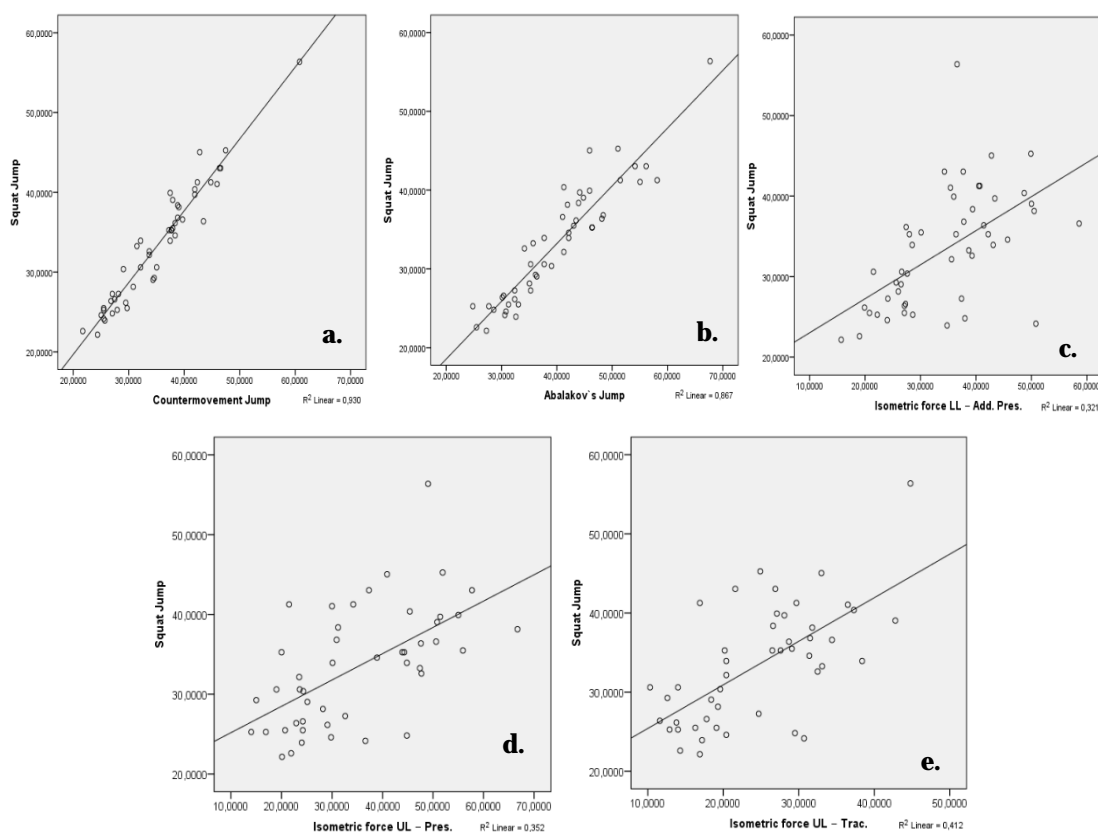 Squat Jump
60,0000
50,0000
40,0000
30,0000
20,0000
a.
20,0000 30,0000 40,0000 50,0000 60,0000 70,0000
Countermovement Jump R² Linear = 0,930
Squat Jump
60,0000
50,0000
40,0000
30,0000
20,0000
b.
20,0000 30,0000 40,0000 50,0000 60,0000 70,0000
Abalakov`s Jump R² Linear = 0,867
Squat Jump
60,0000
50,0000
40,0000
30,0000
20,0000
c.
10,0000 20,0000 30,0000 40,0000 50,0000 60,0000
Isometric force LL – Add. Pres. R² Linear = 0,321
Squat Jump
60,0000
50,0000
40,0000
30,0000
20,0000
d.
10,0000 20,0000 30,0000 40,0000 50,0000 60,0000 70,0000
Isometric force UL – Pres. R² Linear = 0,352
Squat Jump
60,0000
50,0000
40,0000
30,0000
20,0000
e.
10,0000 20,0000 30,0000 40,0000 50,0000
Isometric force UL – Trac. R² Linear = 0,412